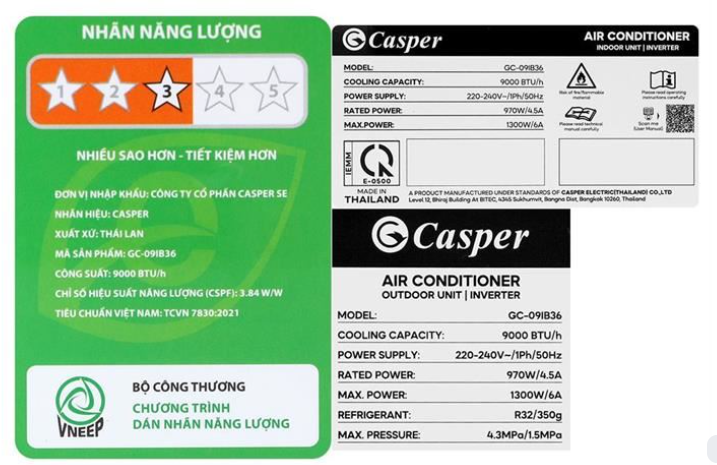 NHÃN NĂNG LƯỢNG
1 2 3 4 5
NHIỀU SAO HƠN - TIẾT KIỆM HƠN
ĐƠN VỊ NHẬP KHẨU: CÔNG TY CỔ PHẦN CASPER SE
NHÃN HIỆU: CASPER
XUẤT XỨ: THÁI LAN
MÃ SẢN PHẨM: GC-09IB36
CÔNG SUẤT: 9000 BTU/h
CHỈ SỐ HIỆU SUẤT NĂNG LƯỢNG (CSPF): 3.84 W/W
TIÊU CHUẨN VIỆT NAM: TCVN 7830:2021
VNEEP
BỘ CÔNG THƯƠNG
CHƯƠNG TRÌNH
DÁN NHÃN NĂNG LƯỢNG
Casper
AIR CONDITIONER
INDOOR UNIT | INVERTER
MODEL: GC-09IB36
COOLING CAPACITY: 9000 BTU/h
POWER SUPPLY: 220-240V~/1Ph/50Hz
RATED POWER: 970W/4.5A
MAX.POWER: 1300W/6A
Risk of fire/flammable
material
Please read operating
instructions carefully
Please read technical
manual carefully
Scan me
(User Manual)
IEMM
E-0500
MADE IN
THAILAND
A PRODUCT MANUFACTURED UNDER STANDARDS OF CASPER ELECTRIC(THAILAND) CO.,LTD
Level 12, Bhiraj Building At BITEC, 4345 Sukhumvit, Bangna Dist, Bangkok 10260, Thailand
Casper
AIR CONDITIONER
OUTDOOR UNIT | INVERTER
MODEL: GC-09IB36
COOLING CAPACITY: 9000 BTU/h
POWER SUPPLY: 220-240V~/1Ph/50Hz
RATED POWER: 970W/4.5A
MAX. POWER: 1300W/6A
REFRIGERANT: R32/350g
MAX. PRESSURE: 4.3MPa/1.5MPa